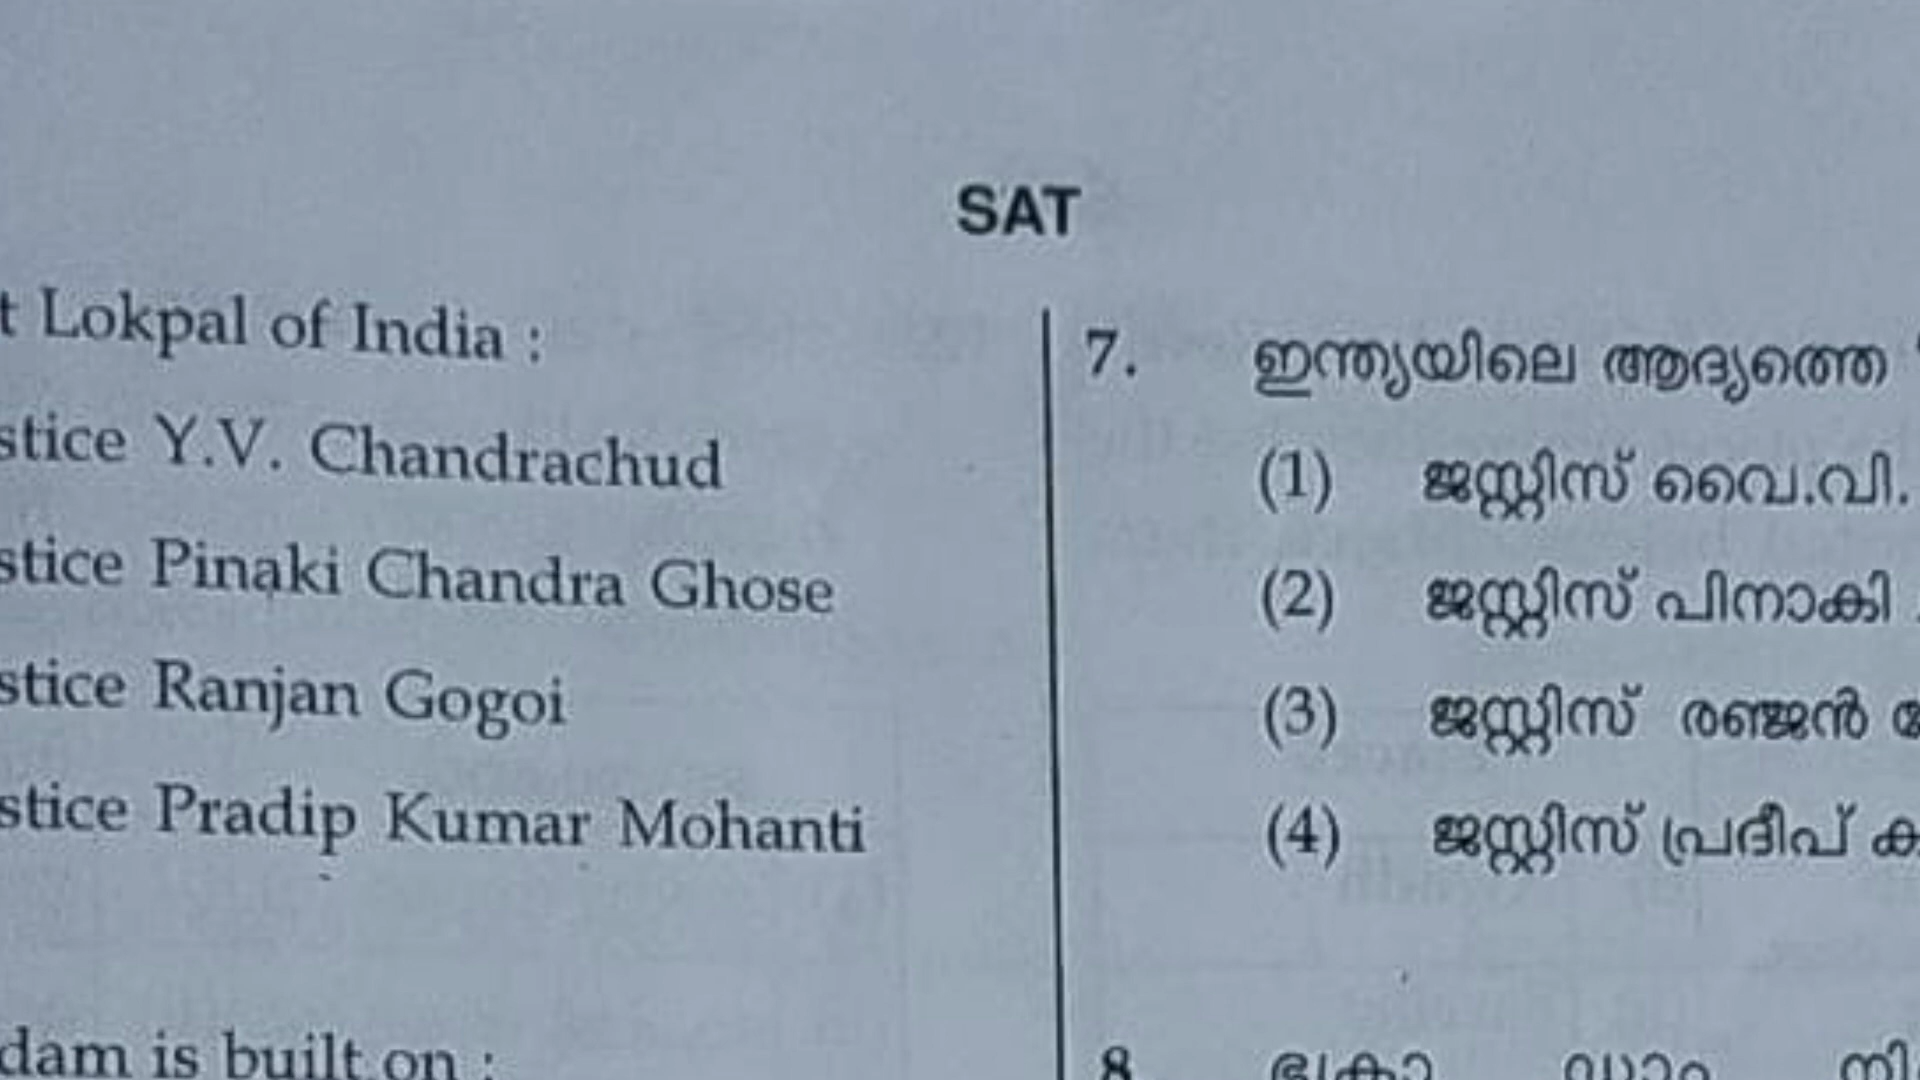 SAT
t Lokpal of India :
stice Y.V. Chandrachud
stice Pinaki Chandra Ghose
stice Ranjan Gogoi
stice Pradip Kumar Mohanti
dam is built on :
7. ഇന്ത്യയിലെ ആദ്യത്തെ
(1) ജസ്റ്റിസ് വൈ.വി.
(2) ജസ്റ്റിസ് പിനാകി
(3) ജസ്റ്റിസ് രഞ്ജൻ
(4) ജസ്റ്റിസ് പ്രദീപ് ക
8 ഭക്രാ ഡാം നി